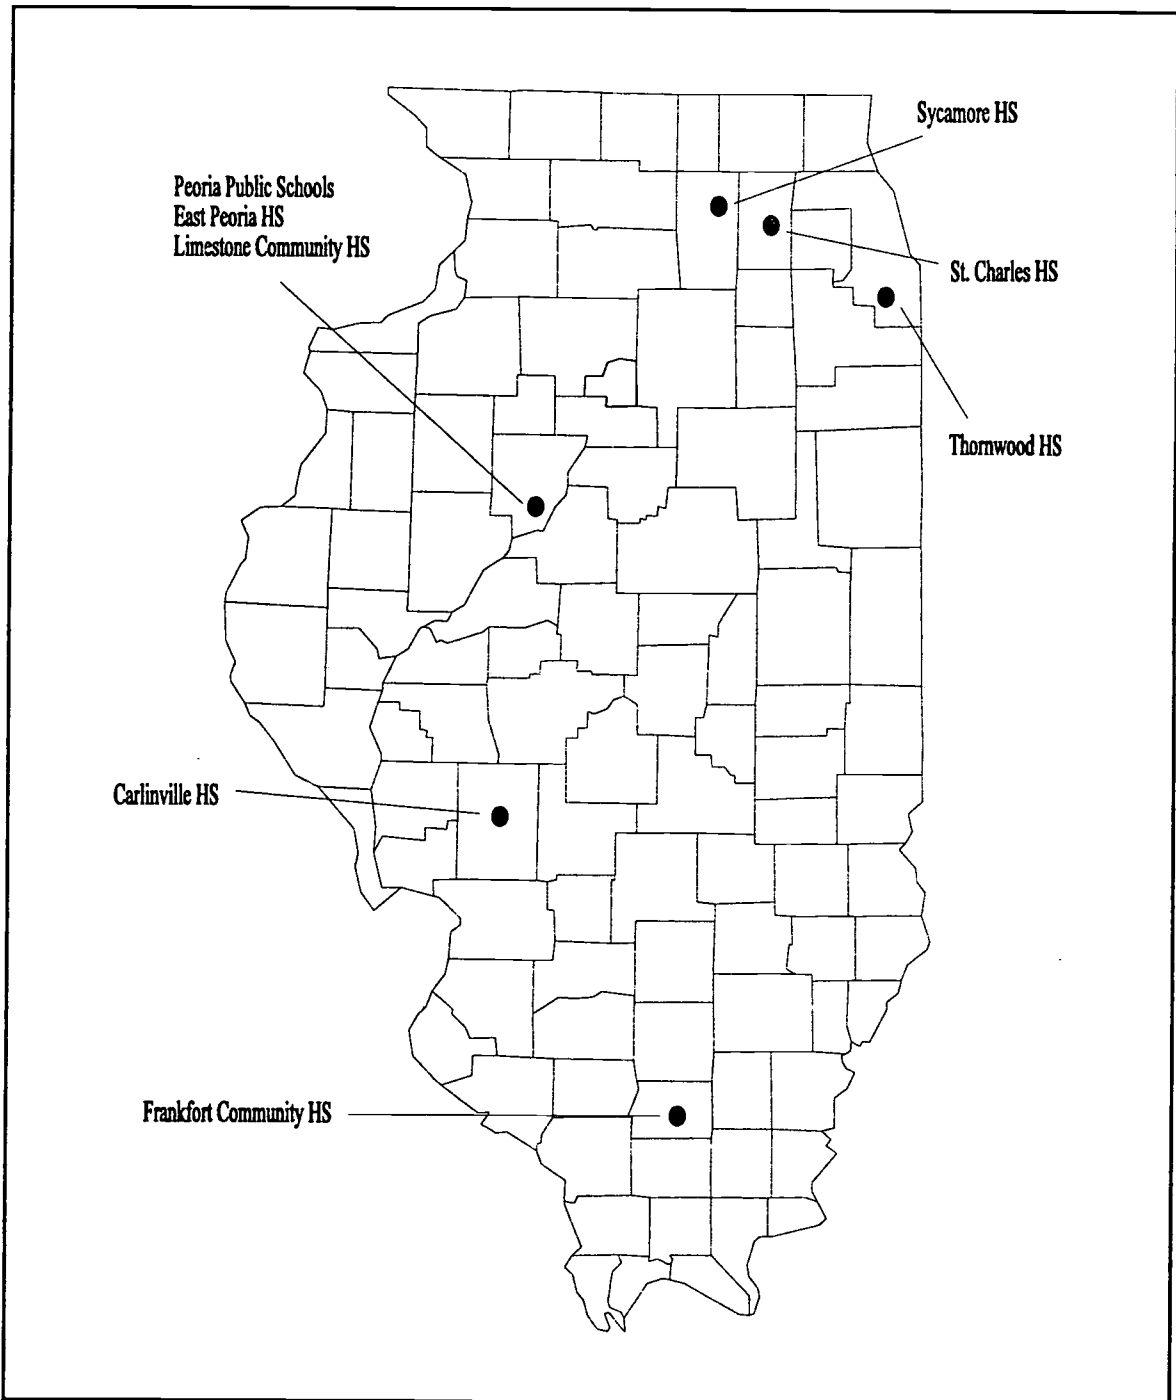 Sycamore HS
Peoria Public Schools
East Peoria HS
Limestone Community HS
St. Charles HS
Thornwood HS
Carlinville HS
Frankfort Community HS